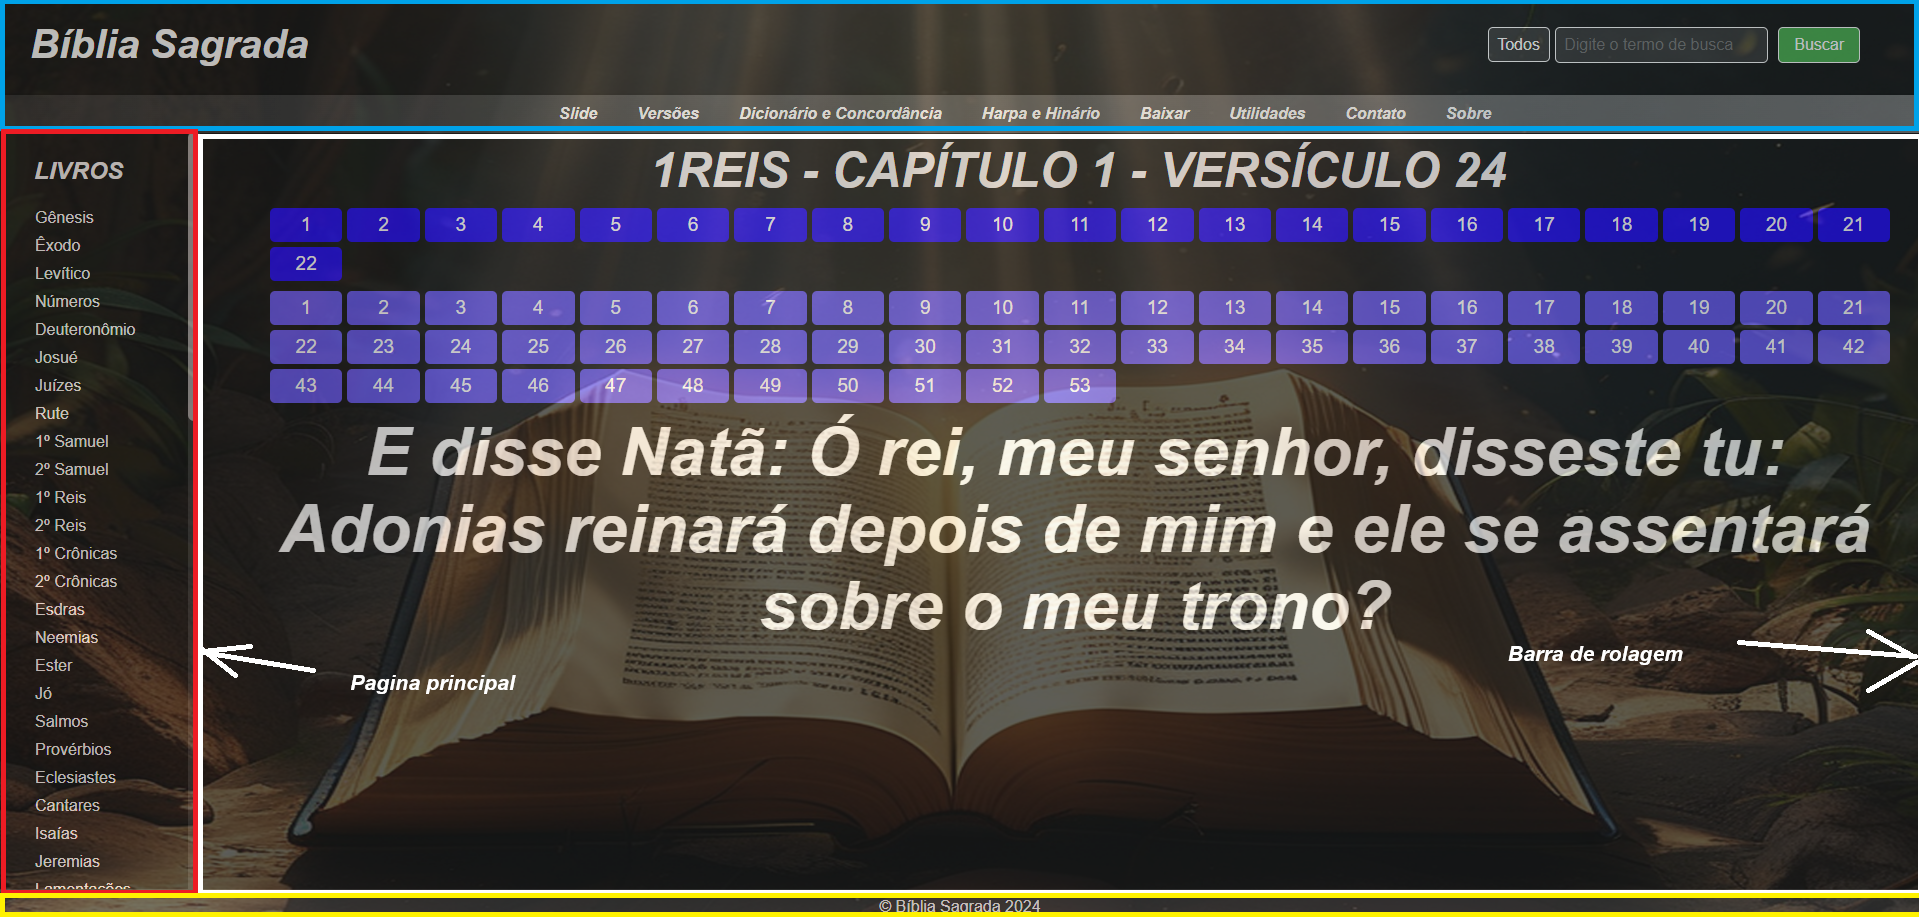 Bíblia Sagrada
Todos Digite o termo de busca Buscar
Slide Versões Dicionário e Concordância Harpa e Hinário Baixar Utilidades Contato Sobre
LIVROS
Gênesis
Êxodo
Levítico
Números
Deuteronômio
Josué
Juízes
Rute
1º Samuel
2º Samuel
1º Reis
2º Reis
1º Crônicas
2º Crônicas
Esdras
Neemias
Ester
Jó
Salmos
Provérbios
Eclesiastes
Cantares
Isaías
Jeremias
Lamentações
1REIS - CAPÍTULO 1 - VERSÍCULO 24
1 2 3 4 5 6 7 8 9 10 11 12 13 14 15 16 17 18 19 20 21
22
1 2 3 4 5 6 7 8 9 10 11 12 13 14 15 16 17 18 19 20 21
22 23 24 25 26 27 28 29 30 31 32 33 34 35 36 37 38 39 40 41 42
43 44 45 46 47 48 49 50 51 52 53
E disse Natã: Ó rei, meu senhor, disseste tu:
Adonias reinará depois de mim e ele se assentará
sobre o meu trono?
Barra de rolagem
Pagina principal
© Bíblia Sagrada 2024